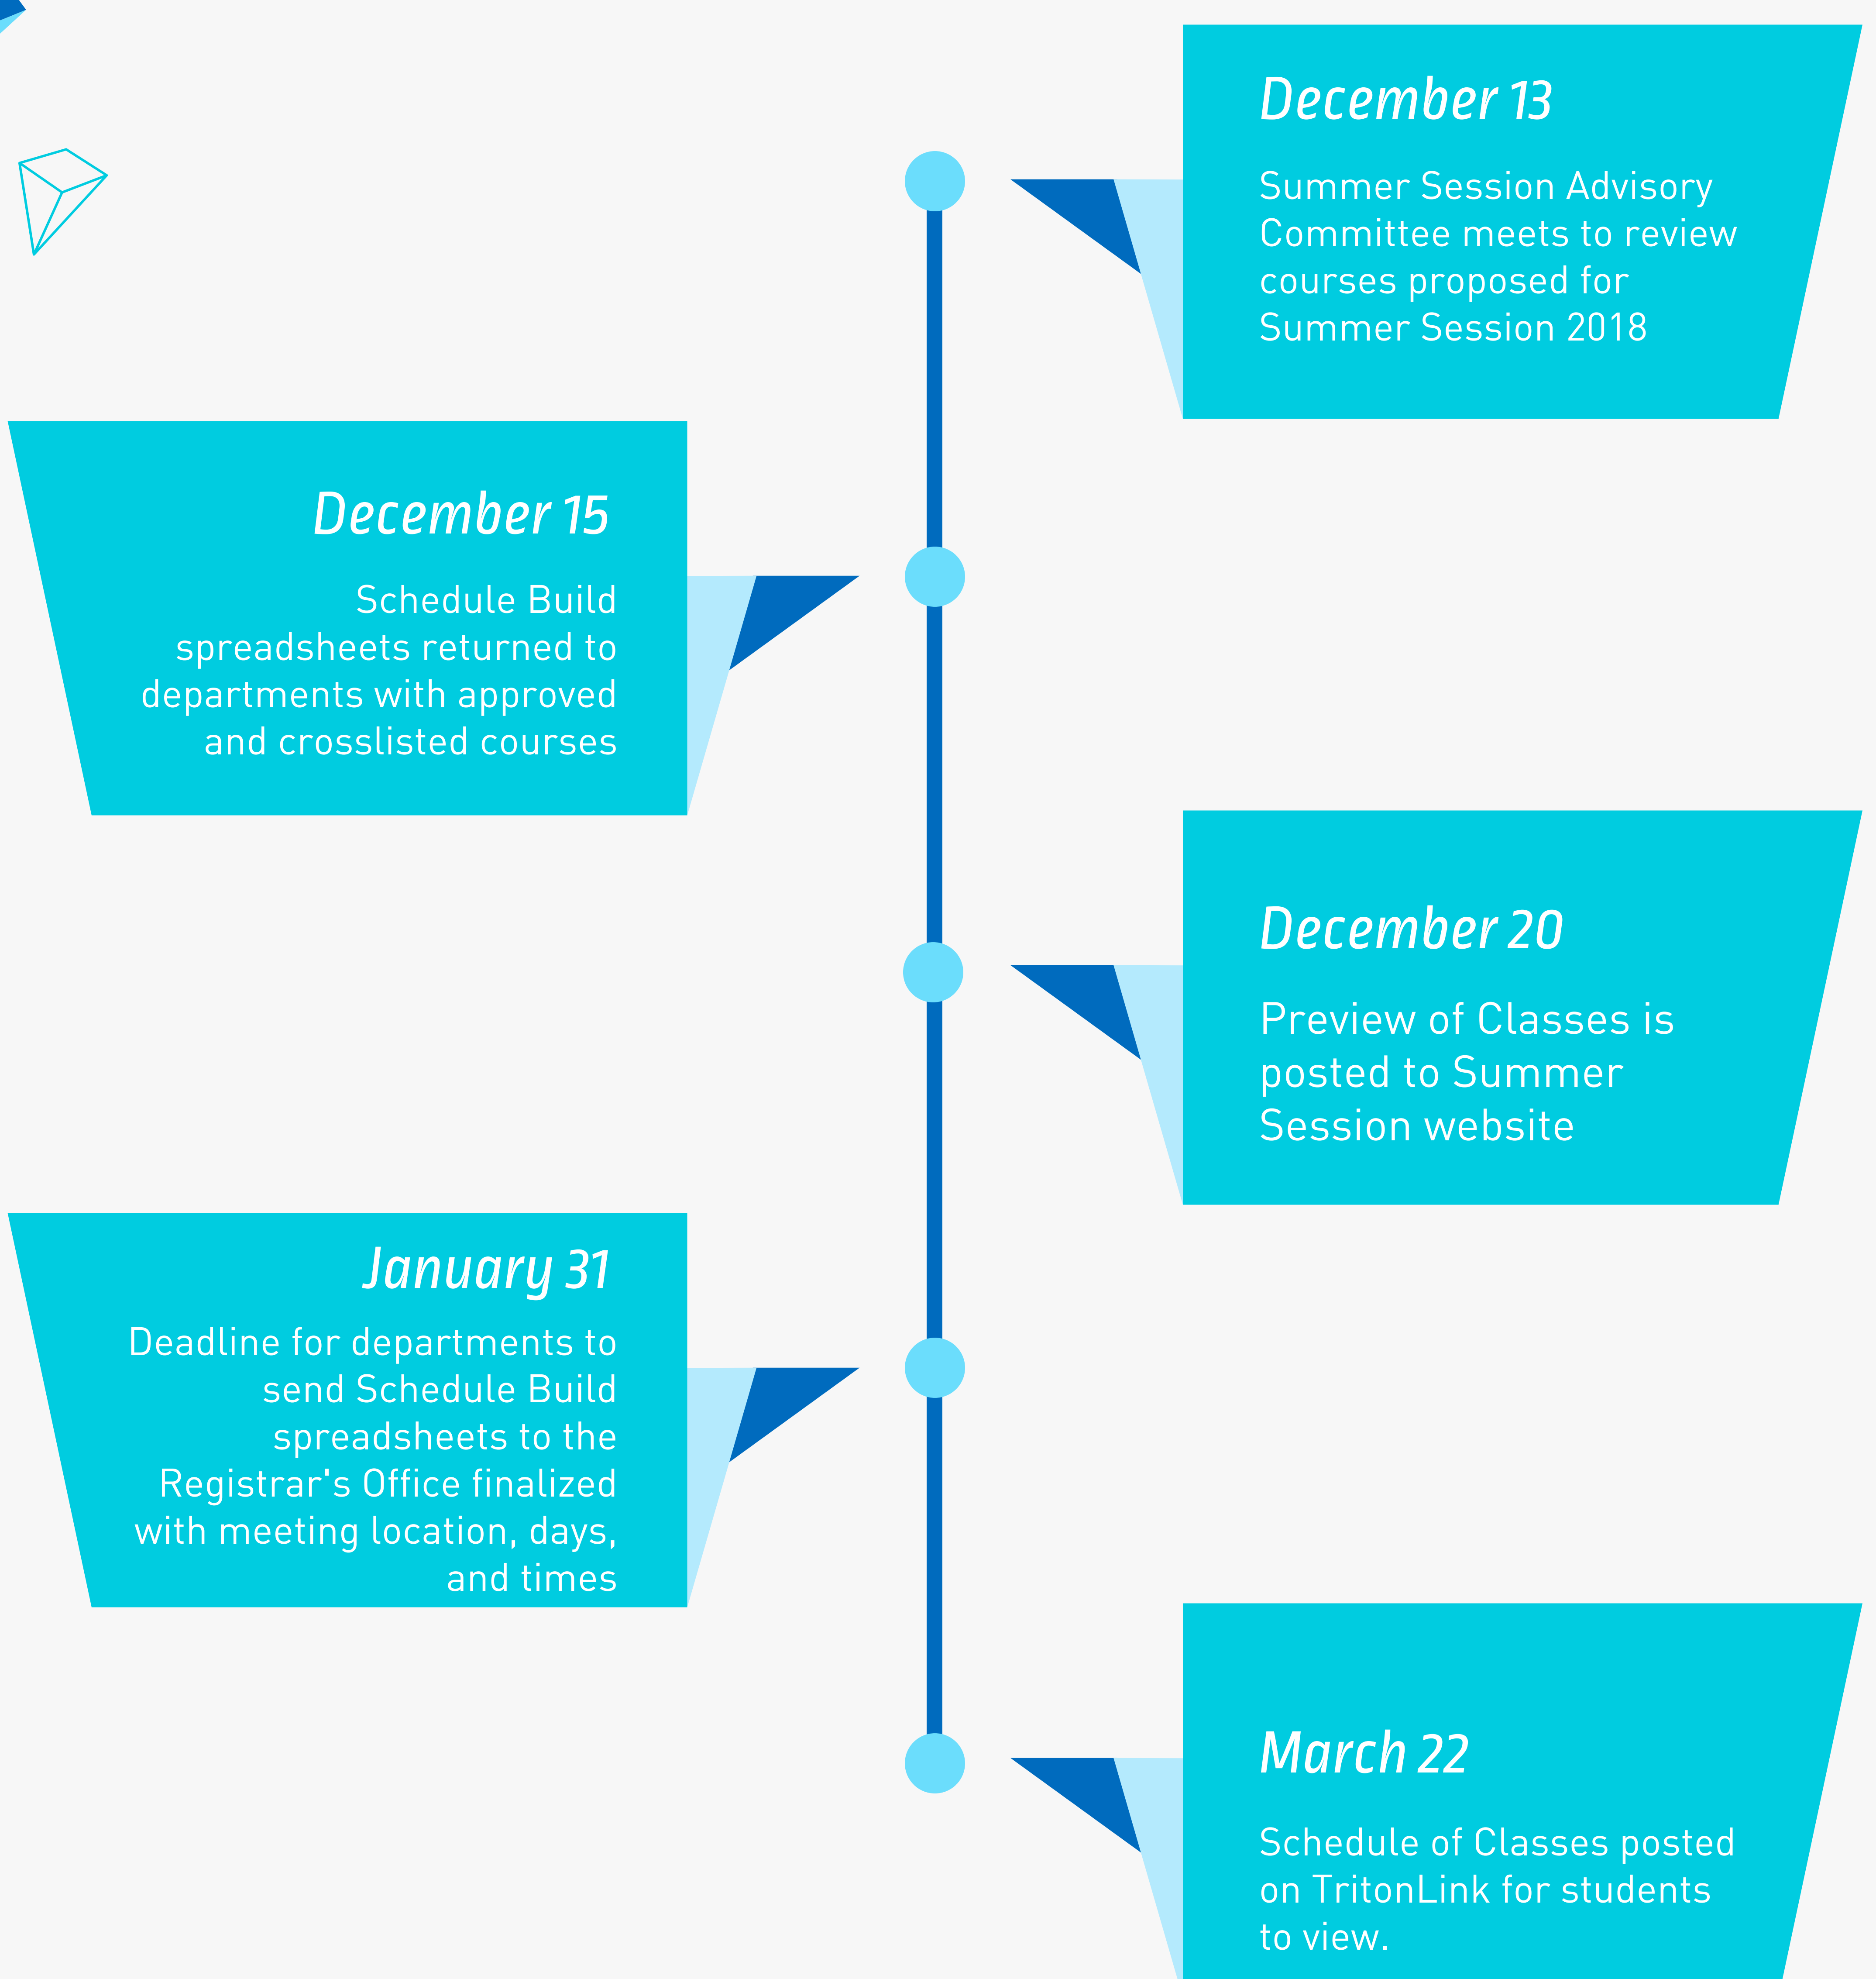 December 13
Summer Session Advisory
Committee meets to review
courses proposed for
Summer Session 2018
December 15
Schedule Build
spreadsheets returned to
departments with approved
and crosslisted courses
December 20
Preview of Classes is
posted to Summer
Session website
January 31
Deadline for departments to
send Schedule Build
spreadsheets to the
Registrar's Office finalized
with meeting location, days,
and times
March 22
Schedule of Classes posted
on TritonLink for students
to view.